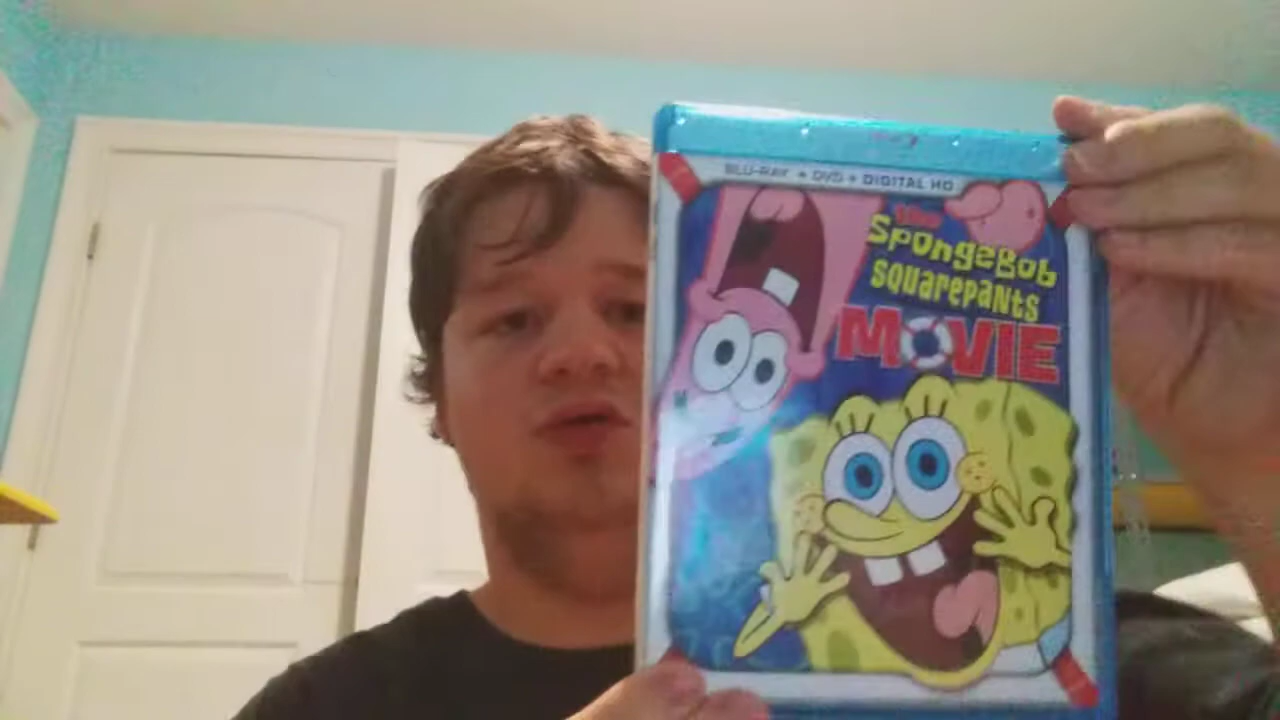 BLU-RAY + DVD + DIGITAL HD
The
SpongeBob
SQUAREPANTS
MOVIE